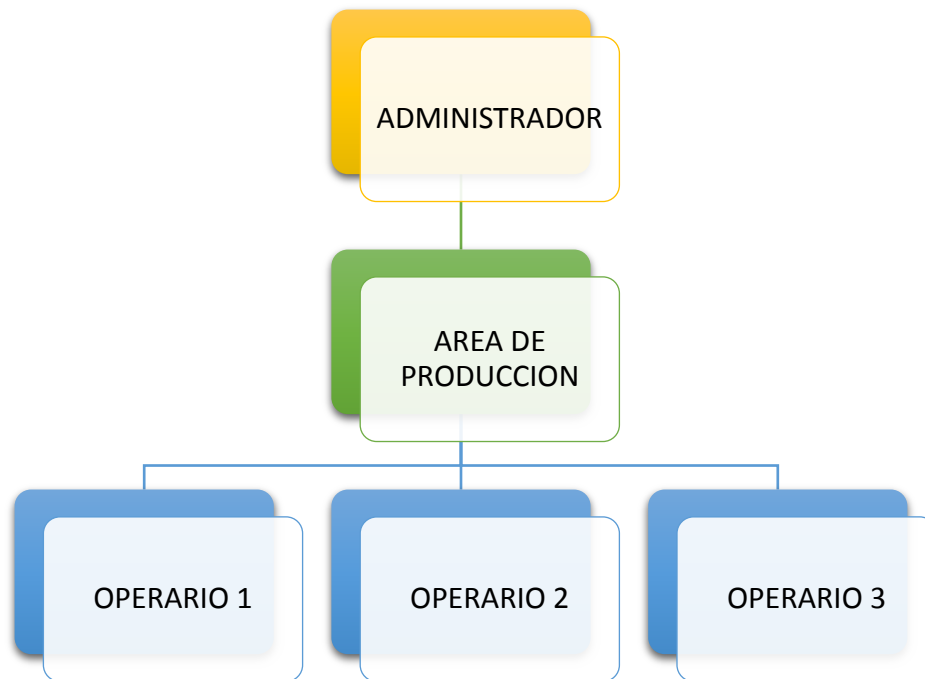 ADMINISTRADOR
AREA DE
PRODUCCION
OPERARIO 1
OPERARIO 2
OPERARIO 3